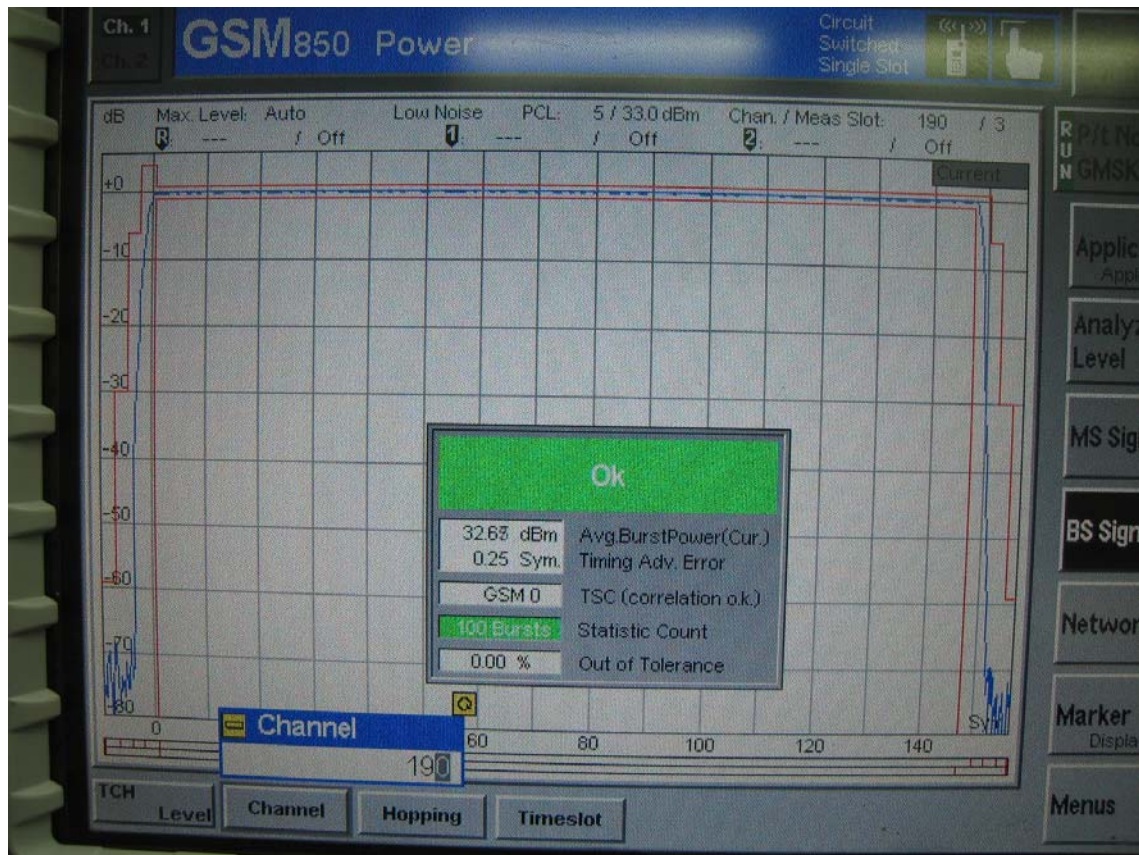 Ch. 1
Ch. 2
GSM850 Power
Circuit
Switched
Single Slot
dB Max. Level: Auto Low Noise PCL: 5 / 33.0 dBm Chan. / Meas Slot: 190 / 3
R: --- / Off 1: --- / Off 2: --- / Off
Current
+0
-10
-20
-30
-40
-50
-60
-70
-80
Ok
dBm Avg.BurstPower(Cur.)
0.25 Sym. Timing Adv. Error
GSM 0 TSC (correlation o.k.)
100 Bursts Statistic Count
0.00 % Out of Tolerance
0 60 80 100 120 140
Channel
190
TCH
Level
Channel
Hopping
Timeslot
RUN
P/t N
GMSK
Applic
App
Analy
Level
MS Sig
BS Sign
Networ
Marker
Displa
Menus